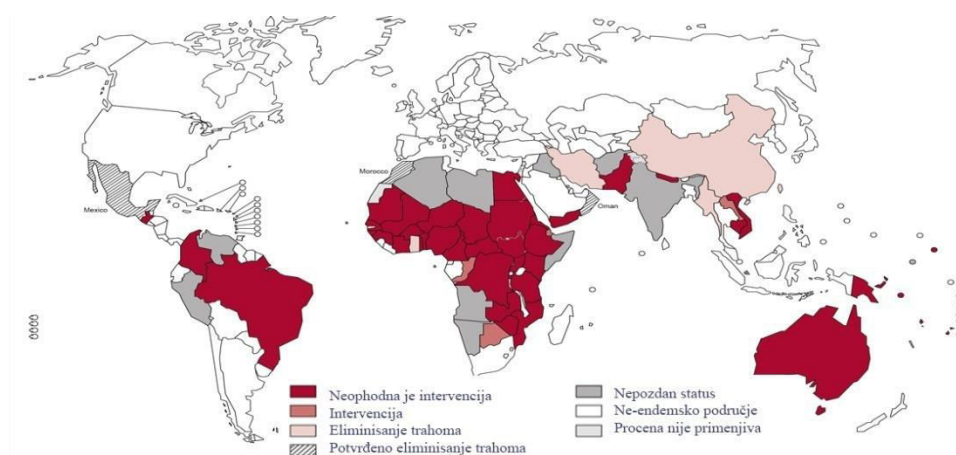 Morocco
Mexico
Oman
Neophodna je intervencija
Intervencija
Eliminisanje trahoma
Potvrđeno eliminisanje trahoma
Nepozdan status
Ne-endemsko područje
Procena nije primenjiva